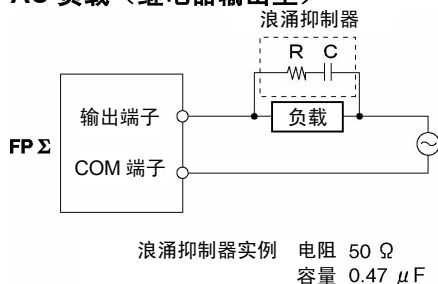 AC 负载（继电器输出型）
浪涌抑制器
R C
输出端子
负载
FPΣ
COM 端子
浪涌抑制器实例 电阻 50 Ω
容量 0.47 μF